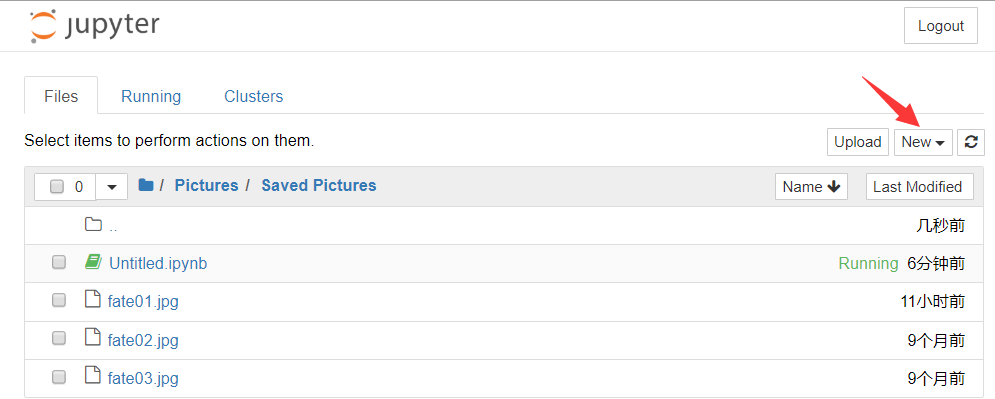 jupyter Logout
Files Running Clusters
Select items to perform actions on them. Upload New
0 / Pictures / Saved Pictures Name Last Modified
.. 几秒前
Untitled.ipynb Running 6分钟前
fate01.jpg 11小时前
fate02.jpg 9个月前
fate03.jpg 9个月前